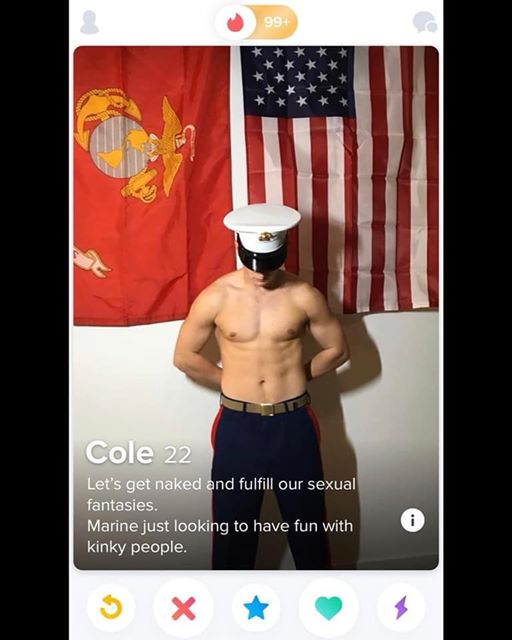 99+
Cole 22
Let's get naked and fulfill our sexual
fantasies.
Marine just looking to have fun with
kinky people.